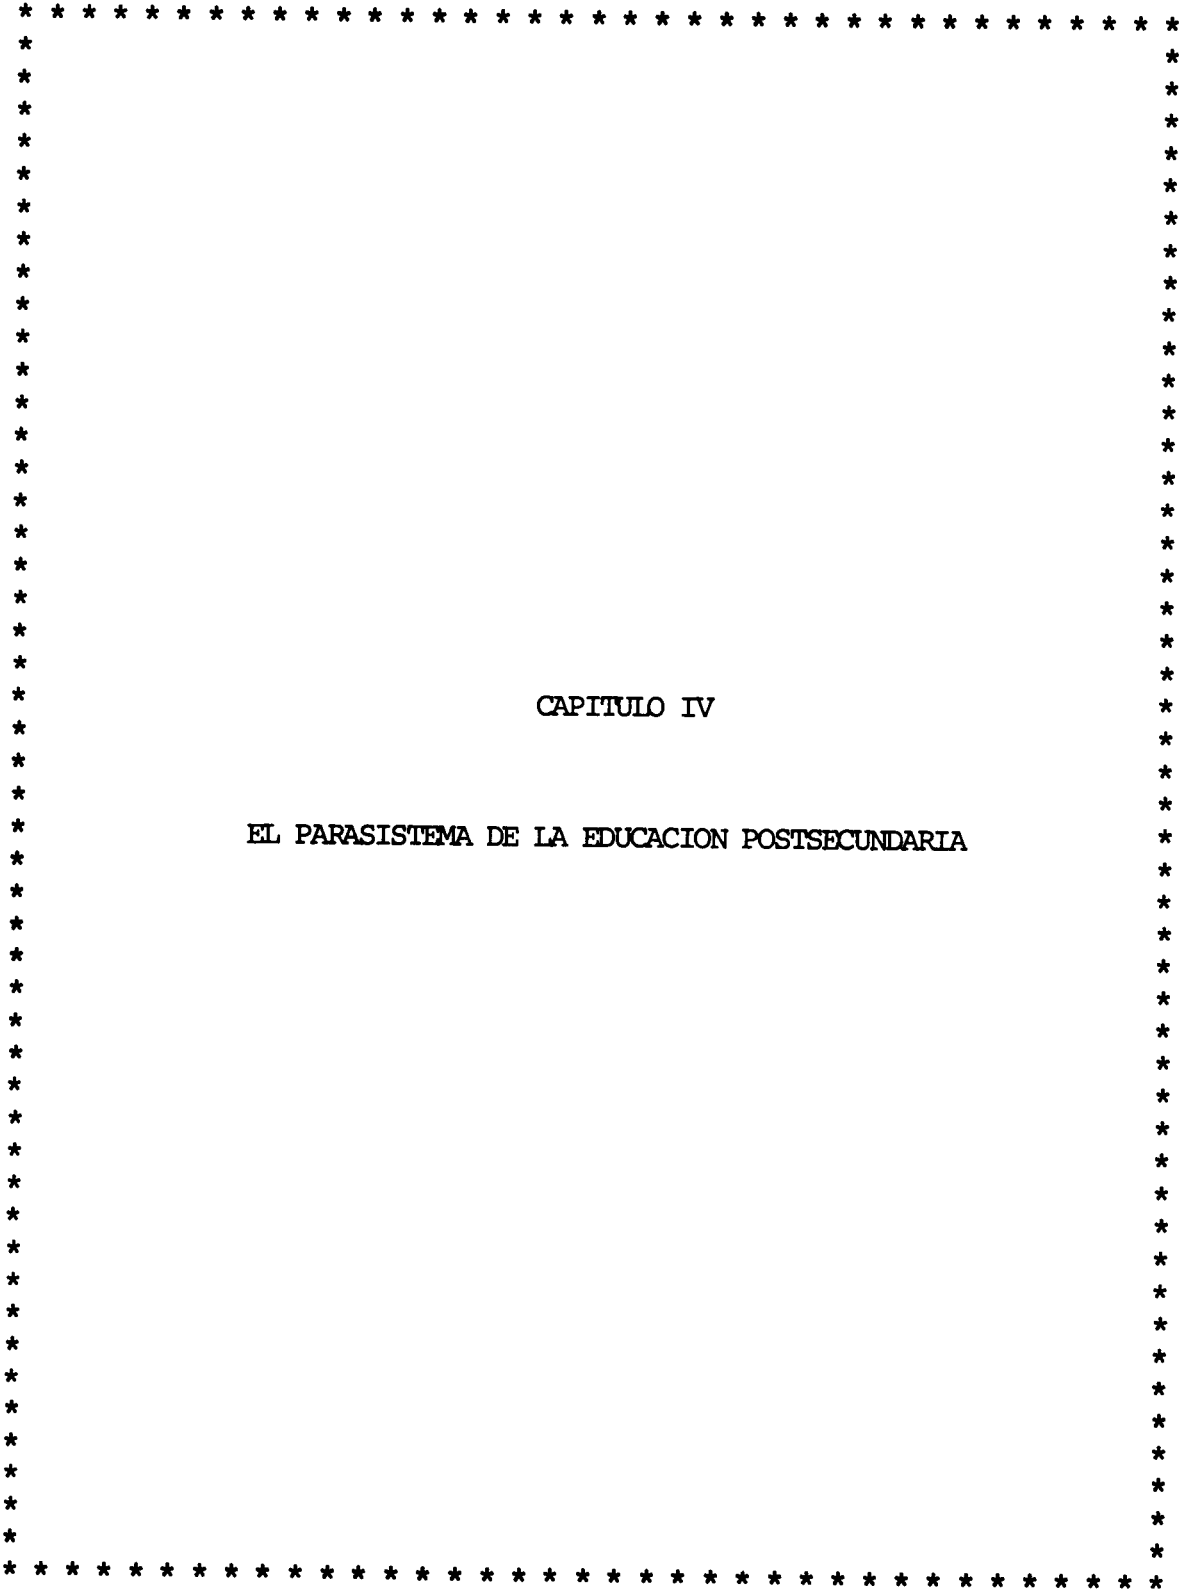 CAPITULO IV
EL PARASISTEMA DE LA EDUCACION POSTSECUNDARIA